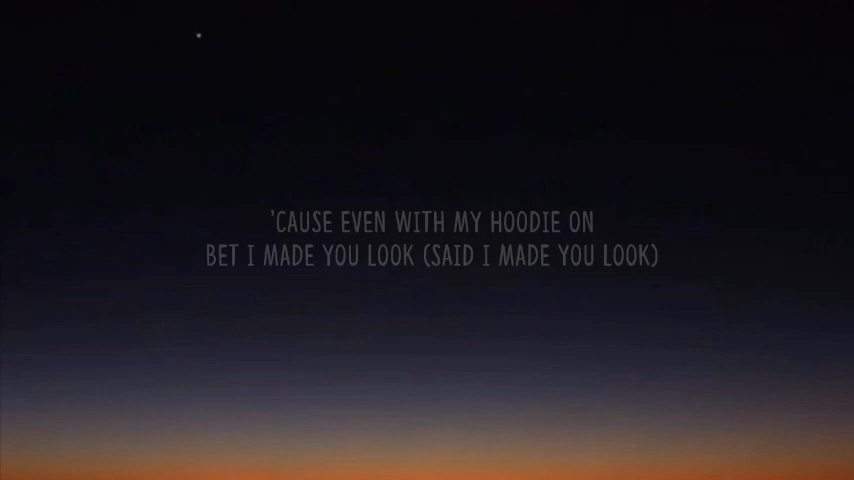 'CAUSE EVEN WITH MY HOODIE ON
BET I MADE YOU LOOK (SAID I MADE YOU LOOK)